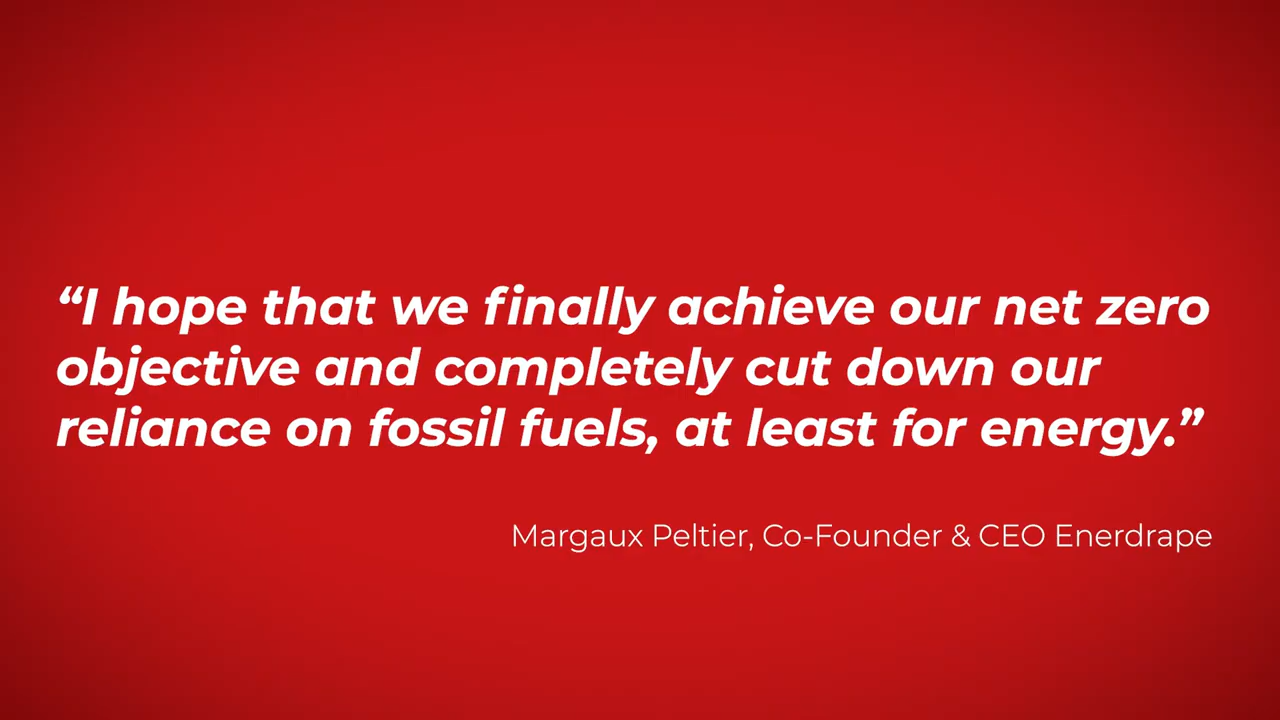 “I hope that we finally achieve our net zero
objective and completely cut down our
reliance on fossil fuels, at least for energy.”
Margaux Peltier, Co-Founder & CEO Enerdrape